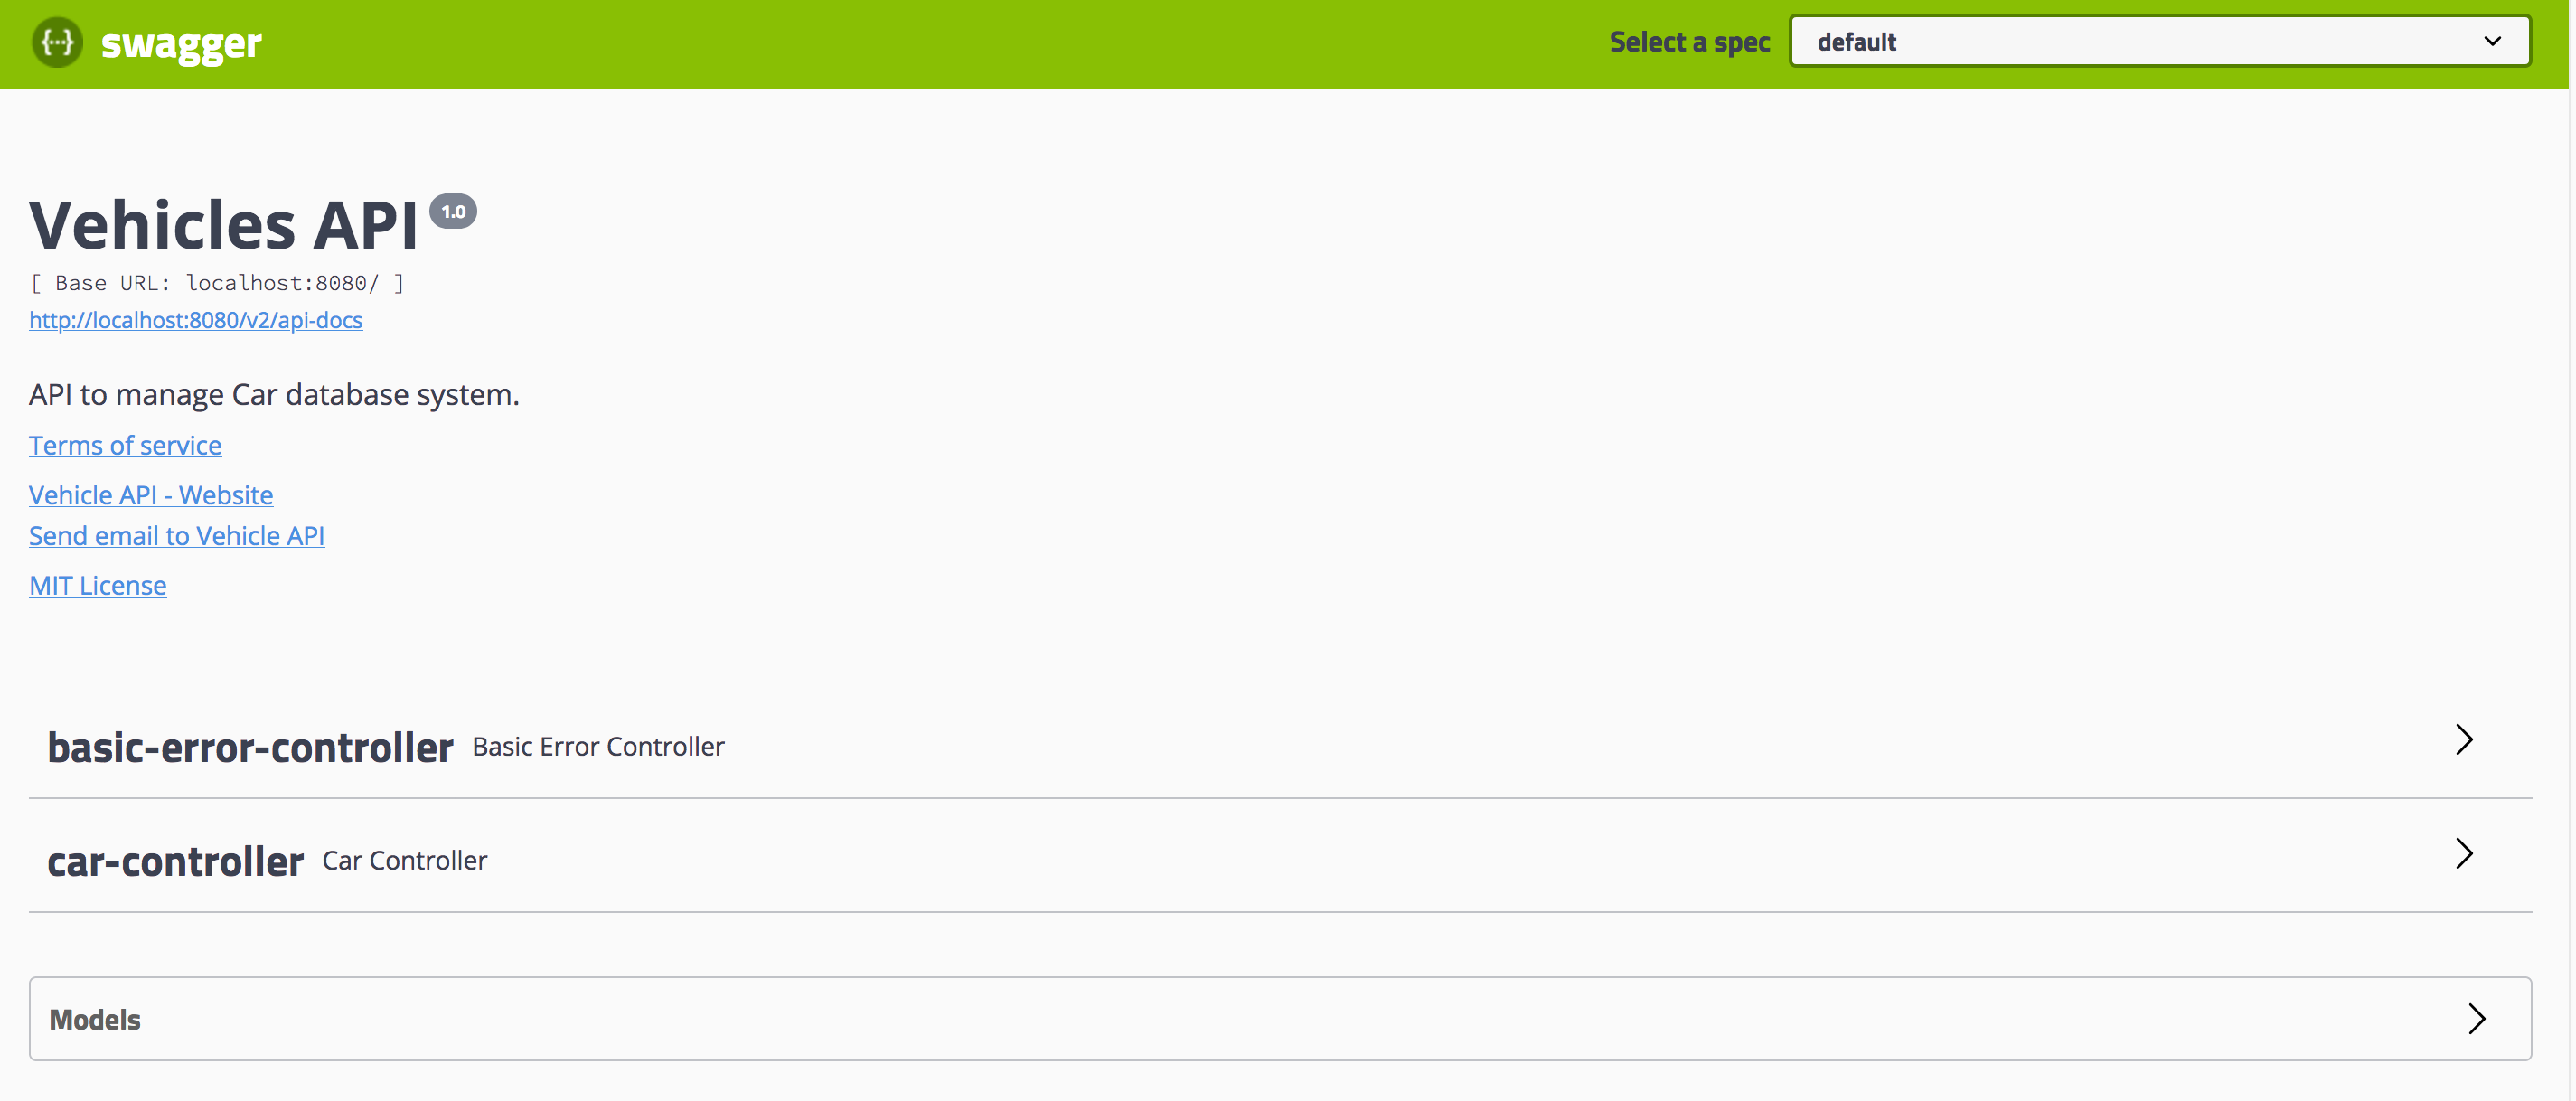 {···} swagger
Select a spec default
Vehicles API 1.0
[ Base URL: localhost:8080/ ]
http://localhost:8080/v2/api-docs
API to manage Car database system.
Terms of service
Vehicle API - Website
Send email to Vehicle API
MIT License
basic-error-controller Basic Error Controller
car-controller Car Controller
Models